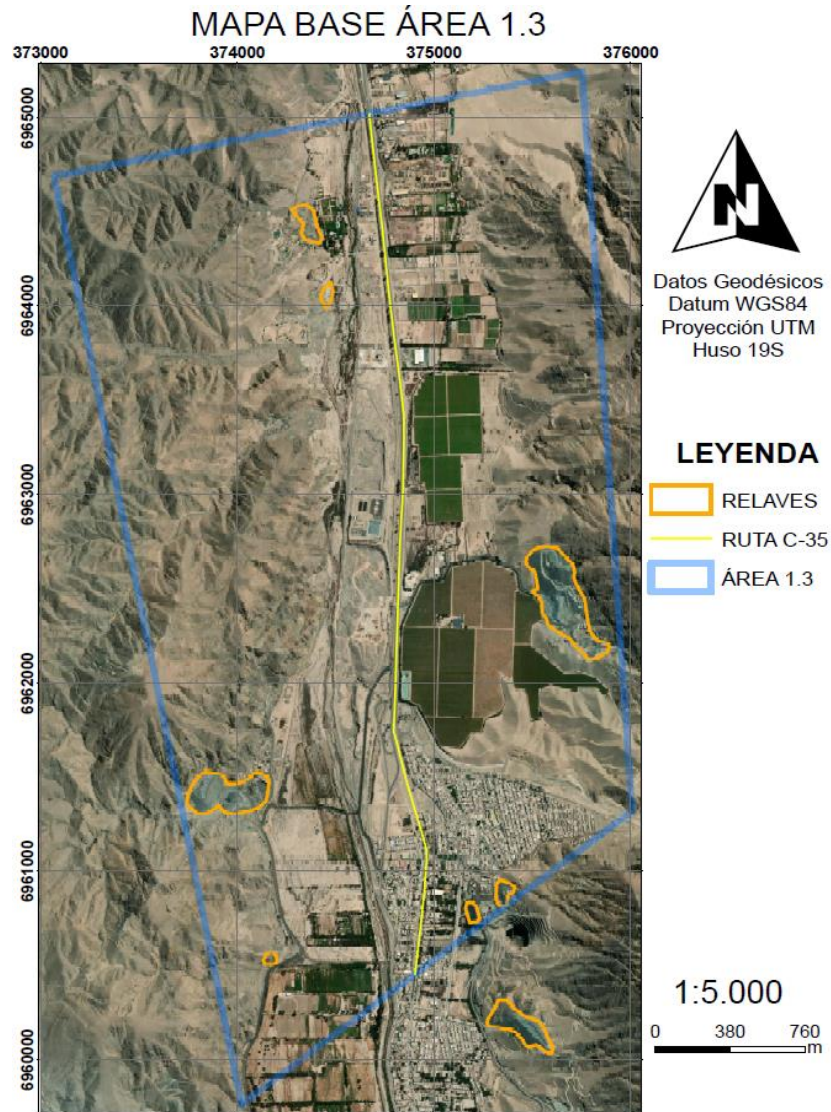 MAPA BASE ÁREA 1.3
373000 374000 375000 376000
6965000
6964000
6963000
6962000
6961000
6960000
N
Datos Geodésicos
Datum WGS84
Proyección UTM
Huso 19S
LEYENDA
RELAVES
RUTA C-35
ÁREA 1.3
1:5.000
0 380 760
m